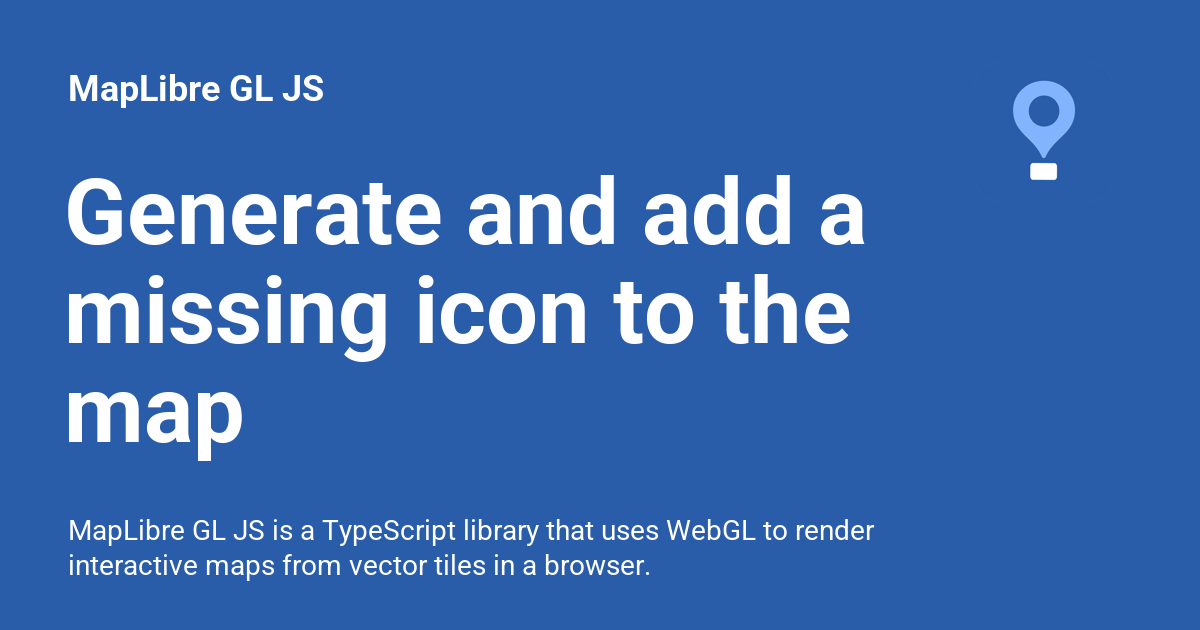 MapLibre GL JS
Generate and add a
missing icon to the
map
MapLibre GL JS is a TypeScript library that uses WebGL to render
interactive maps from vector tiles in a browser.